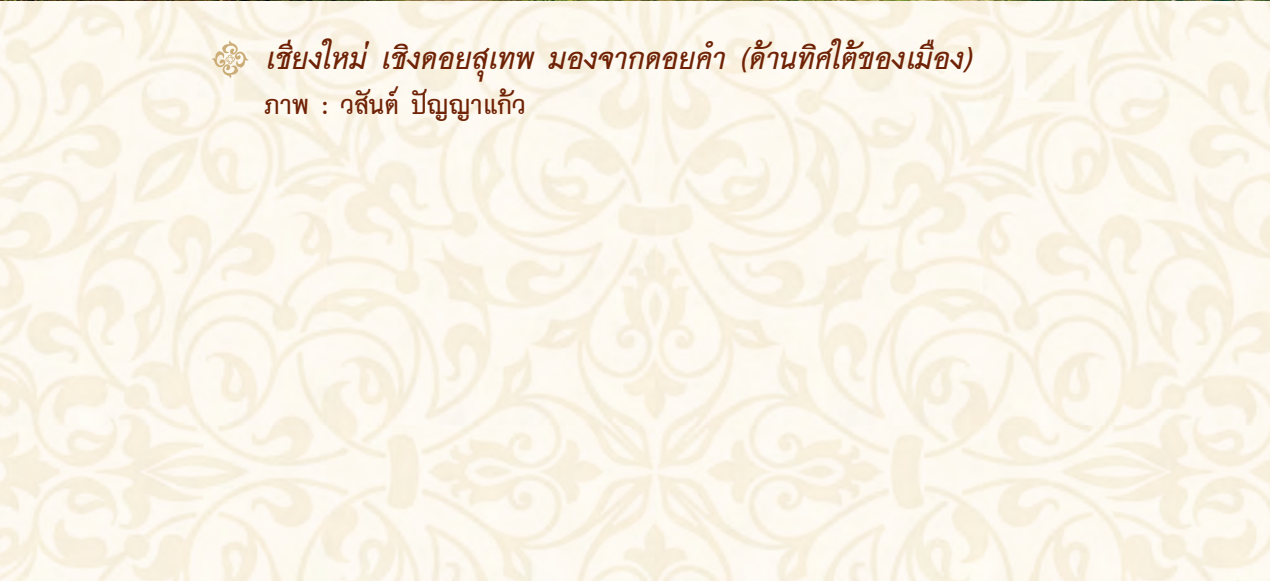 เชียงใหม่ เชิงดอยสุเทพ มองจากดอยคำ (ด้านทิศใต้ของเมือง)
ภาพ : วสันต์ ปัญญาแก้ว